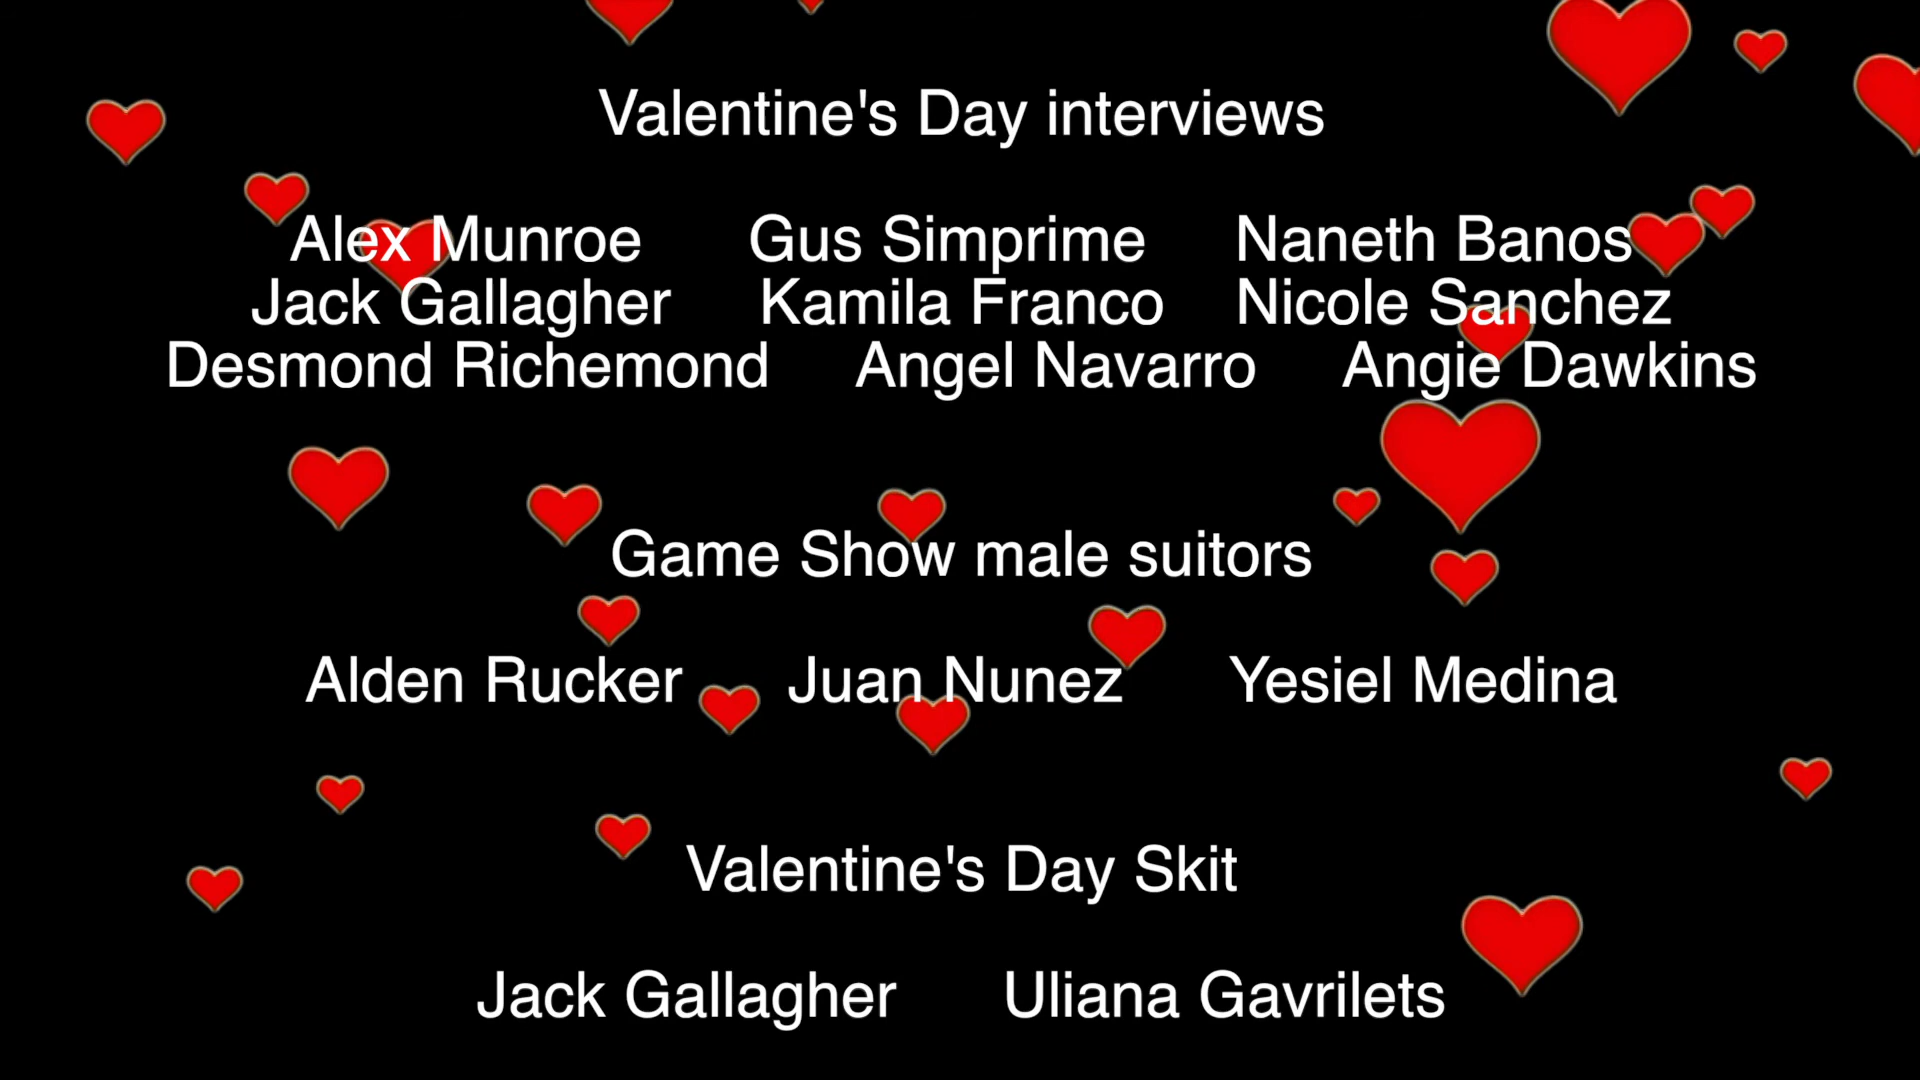 Valentine's Day interviews
Alex Munroe Gus Simprime Naneth Banos
Jack Gallagher Kamila Franco Nicole Sanchez
Desmond Richemond Angel Navarro Angie Dawkins
Game Show male suitors
Alden Rucker Juan Nunez Yesiel Medina
Valentine's Day Skit
Jack Gallagher Uliana Gavrilets